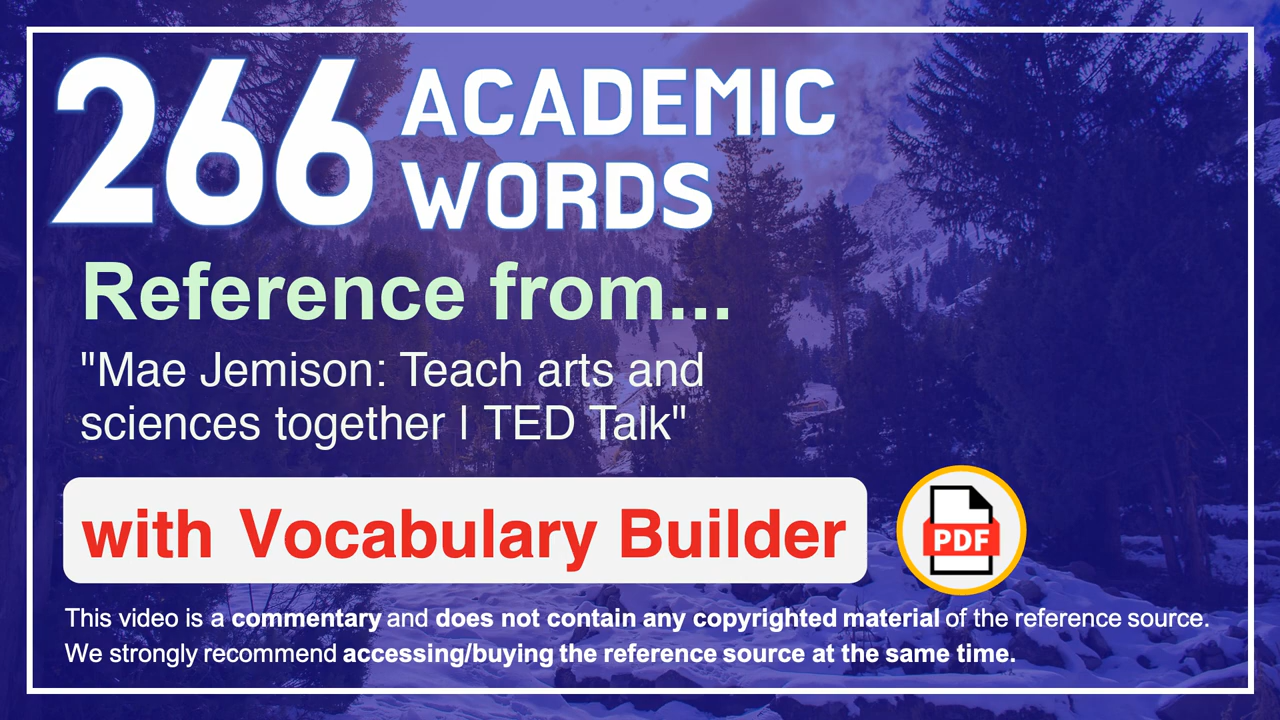 266 ACADEMIC
WORDS
Reference from...
"Mae Jemison: Teach arts and
sciences together | TED Talk"
with Vocabulary Builder
PDF
This video is a commentary and does not contain any copyrighted material of the reference source.
We strongly recommend accessing/buying the reference source at the same time.